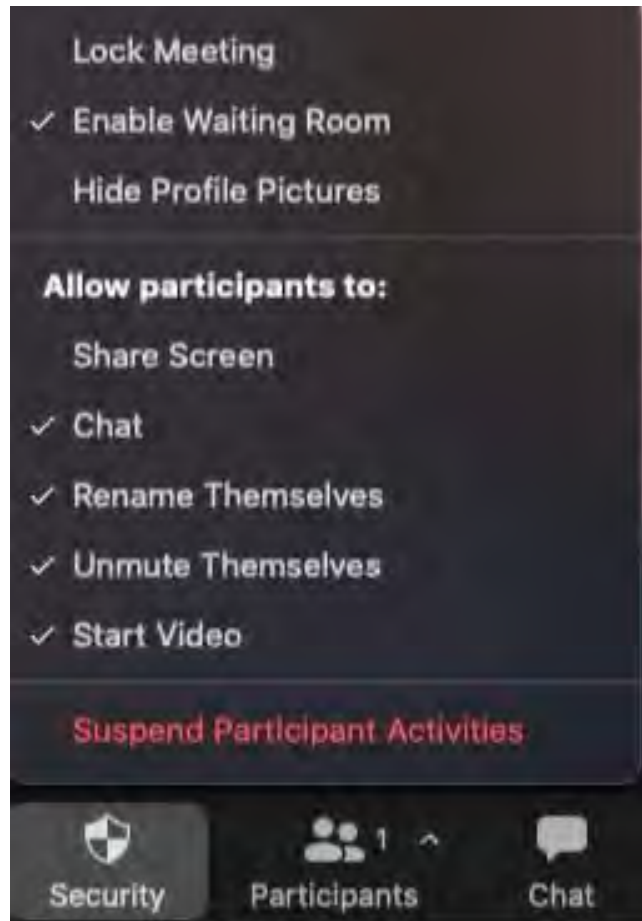 Lock Meeting
✓ Enable Waiting Room
Hide Profile Pictures
Allow participants to:
Share Screen
✓ Chat
✓ Rename Themselves
✓ Unmute Themselves
✓ Start Video
Suspend Participant Activities
1
Security Participants Chat